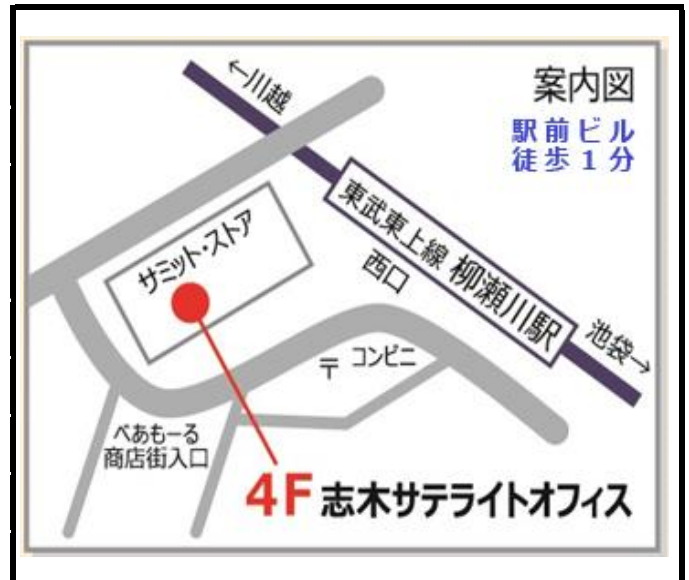 案内図
駅前ビル
徒歩1分
←川越
東武東上線 柳瀬川駅
西口
池袋→
サミット・ストア
〒 コンビニ
べあもーる
商店街入口
4F 志木サテライトオフィス